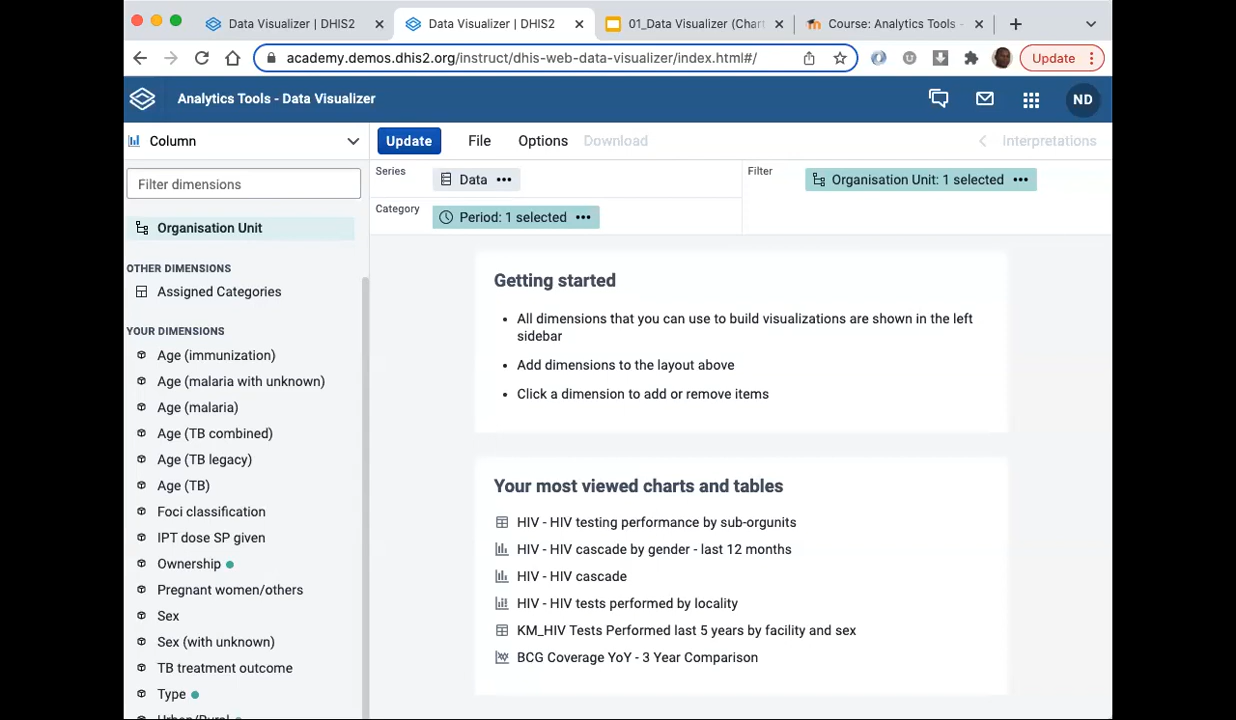 Data Visualizer | DHIS2
Data Visualizer | DHIS2
01_Data Visualizer (Char
Course: Analytics Tools -
academy.demos.dhis2.org/instruct/dhis-web-data-visualizer/index.html#/
Update
Analytics Tools - Data Visualizer
ND
Column
Update
File
Options
Download
Interpretations
Filter dimensions
Series
Data
Filter
Organisation Unit: 1 selected
Category
Period: 1 selected
Organisation Unit
OTHER DIMENSIONS
Assigned Categories
YOUR DIMENSIONS
Age (immunization)
Age (malaria with unknown)
Age (malaria)
Age (TB combined)
Age (TB legacy)
Age (TB)
Foci classification
IPT dose SP given
Ownership
Pregnant women/others
Sex
Sex (with unknown)
TB treatment outcome
Type
Urban/Rural
Getting started
All dimensions that you can use to build visualizations are shown in the left
sidebar
Add dimensions to the layout above
Click a dimension to add or remove items
Your most viewed charts and tables
HIV - HIV testing performance by sub-orgunits
HIV - HIV cascade by gender - last 12 months
HIV - HIV cascade
HIV - HIV tests performed by locality
KM_HIV Tests Performed last 5 years by facility and sex
BCG Coverage YoY - 3 Year Comparison